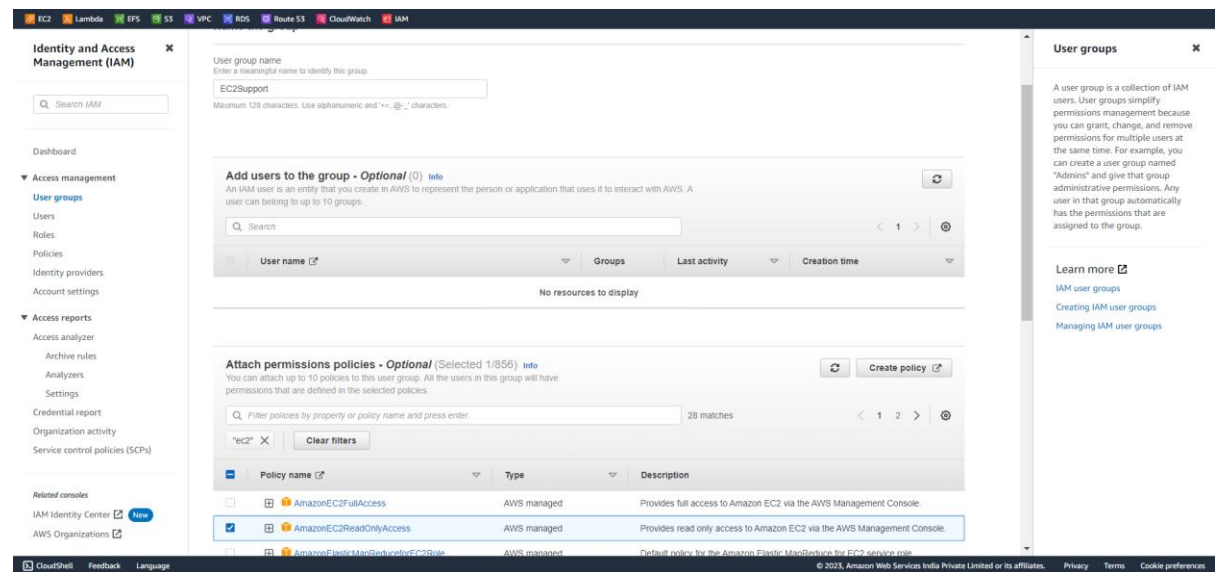 EC2 Lambda EFS S3 VPC RDS Route 53 CloudWatch IAM
Identity and Access
Management (IAM)
Search IAM
Dashboard
Access management
User groups
Users
Roles
Policies
Identity providers
Account settings
Access reports
Access analyzer
Archive rules
Analyzers
Settings
Credential report
Organization activity
Service control policies (SCPs)
Related consoles
IAM Identity Center New
AWS Organizations
Name the group
User group name
Enter a meaningful name to identify this group.
EC2Support
Maximum 128 characters. Use alphanumeric and '+=,.@-_' characters.
Add users to the group - Optional (0) Info
An IAM user is an entity that you create in AWS to represent the person or application that uses it to interact with AWS. A
user can belong to up to 10 groups.
Search
1
User name Groups Last activity Creation time
No resources to display
Attach permissions policies - Optional (Selected 1/856) Info
You can attach up to 10 policies to this user group. All the users in this group will have
permissions that are defined in the selected policies.
Create policy
Filter policies by property or policy name and press enter.
28 matches
1 2
"ec2"
Clear filters
Policy name Type Description
AmazonEC2FullAccess AWS managed Provides full access to Amazon EC2 via the AWS Management Console.
AmazonEC2ReadOnlyAccess AWS managed Provides read only access to Amazon EC2 via the AWS Management Console.
AmazonElasticMapReduceforEC2Role AWS managed Default policy for the Amazon Elastic MapReduce for EC2 service role
User groups
A user group is a collection of IAM
users. User groups simplify
permissions management because
you can grant, change, and remove
permissions for multiple users at
the same time. For example, you
can create a user group named
"Admins" and give that group
administrative permissions. Any
user in that group automatically
has the permissions that are
assigned to the group.
Learn more
IAM user groups
Creating IAM user groups
Managing IAM user groups
CloudShell Feedback Language
© 2023, Amazon Web Services India Private Limited or its affiliates. Privacy Terms Cookie preferences